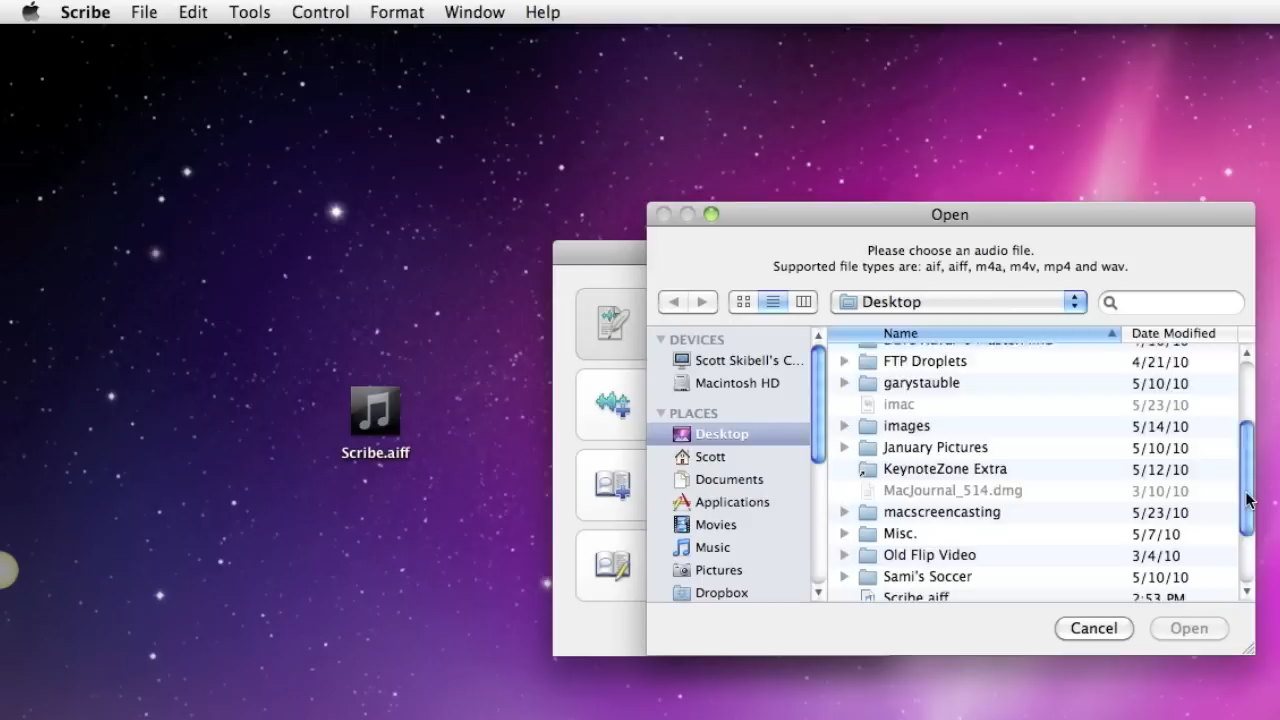 Scribe File Edit Tools Control Format Window Help
Open
Please choose an audio file.
Supported file types are: aif, aiff, m4a, m4v, mp4 and wav.
Desktop
Name Date Modified
DEVICES
Scott Skibell's C...
Macintosh HD
PLACES
Desktop
Scott
Documents
Applications
Movies
Music
Pictures
Dropbox
FTP Droplets 4/21/10
garystauble 5/10/10
imac 5/23/10
images 5/14/10
January Pictures 5/10/10
KeynoteZone Extra 5/12/10
MacJournal_514.dmg 3/10/10
macscreencasting 5/23/10
Misc. 5/7/10
Old Flip Video 3/4/10
Sami's Soccer 5/10/10
Scribe.aiff 2:53 PM
Cancel Open
Scribe.aiff